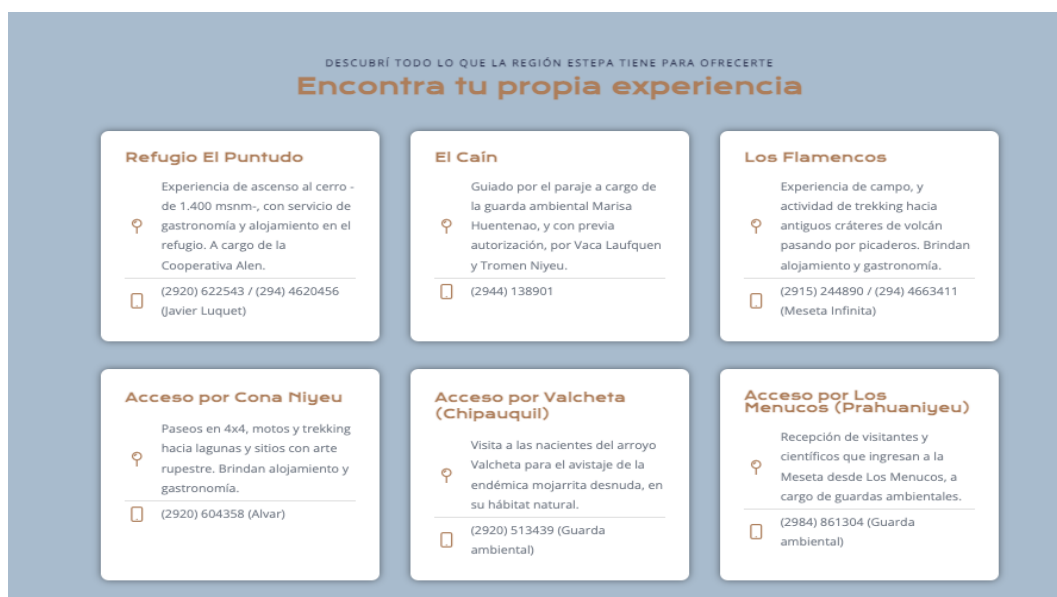 DESCUBRÍ TODO LO QUE LA REGIÓN ESTEPA TIENE PARA OFRECERTE
Encontra tu propia experiencia
Refugio El Puntudo
Experiencia de ascenso al cerro -
de 1.400 msnm-, con servicio de
gastronomía y alojamiento en el
refugio. A cargo de la
Cooperativa Alen.
(2920) 622543 / (294) 4620456
(Javier Luquet)
El Caín
Guiado por el paraje a cargo de
la guarda ambiental Marisa
Huentenao, y con previa
autorización, por Vaca Laufquen
y Tromen Niyeu.
(2944) 138901
Los Flamencos
Experiencia de campo, y
actividad de trekking hacia
antiguos cráteres de volcán
pasando por picaderos. Brindan
alojamiento y gastronomía.
(2915) 244890 / (294) 4663411
(Meseta Infinita)
Acceso por Cona Niyeu
Paseos en 4x4, motos y trekking
hacia lagunas y sitios con arte
rupestre. Brindan alojamiento y
gastronomía.
(2920) 604358 (Alvar)
Acceso por Valcheta
(Chipauquil)
Visita a las nacientes del arroyo
Valcheta para el avistaje de la
endémica mojarrita desnuda, en
su hábitat natural.
(2920) 513439 (Guarda
ambiental)
Acceso por Los
Menucos (Prahuaniyeu)
Recepción de visitantes y
científicos que ingresan a la
Meseta desde Los Menucos, a
cargo de guardas ambientales.
(2984) 861304 (Guarda
ambiental)